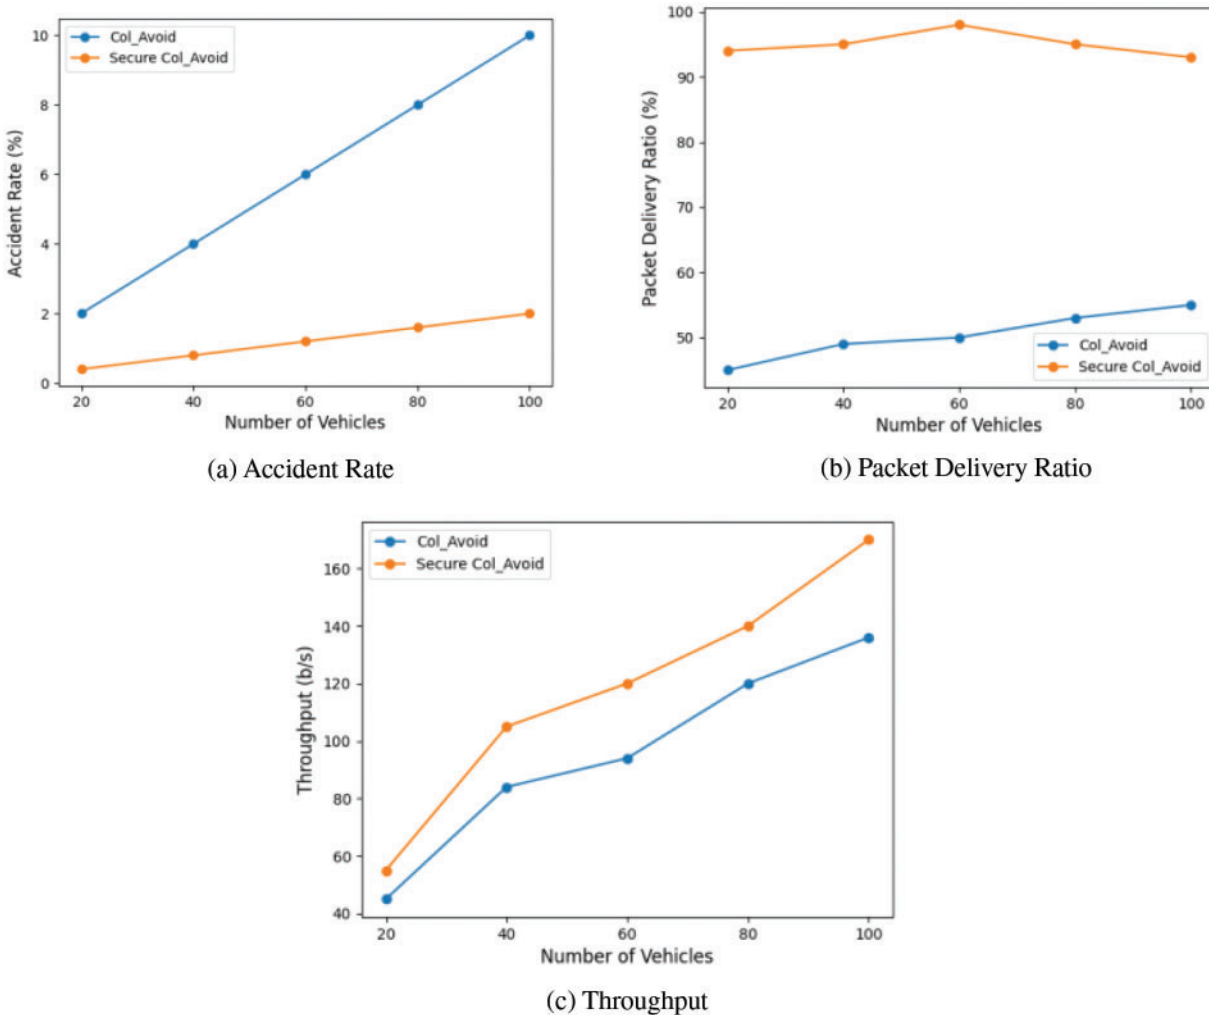 Accident Rate (%)
10
8
6
4
2
0
Col_Avoid
Secure Col_Avoid
20 40 60 80 100
Number of Vehicles
(a) Accident Rate
Packet Delivery Ratio (%)
100
90
80
70
60
50
Col_Avoid
Secure Col_Avoid
20 40 60 80 100
Number of Vehicles
(b) Packet Delivery Ratio
Throughput (b/s)
160
140
120
100
80
60
40
Col_Avoid
Secure Col_Avoid
20 40 60 80 100
Number of Vehicles
(c) Throughput